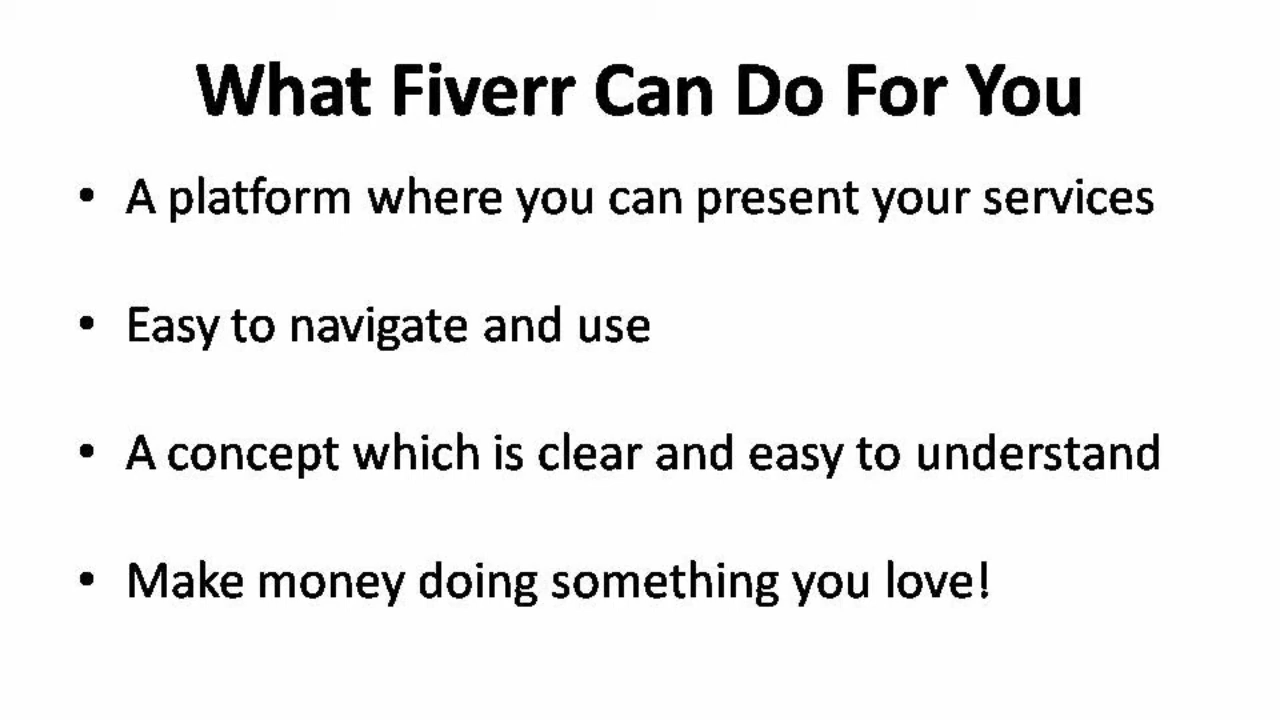 What Fiverr Can Do For You
• A platform where you can present your services
• Easy to navigate and use
• A concept which is clear and easy to understand
• Make money doing something you love!